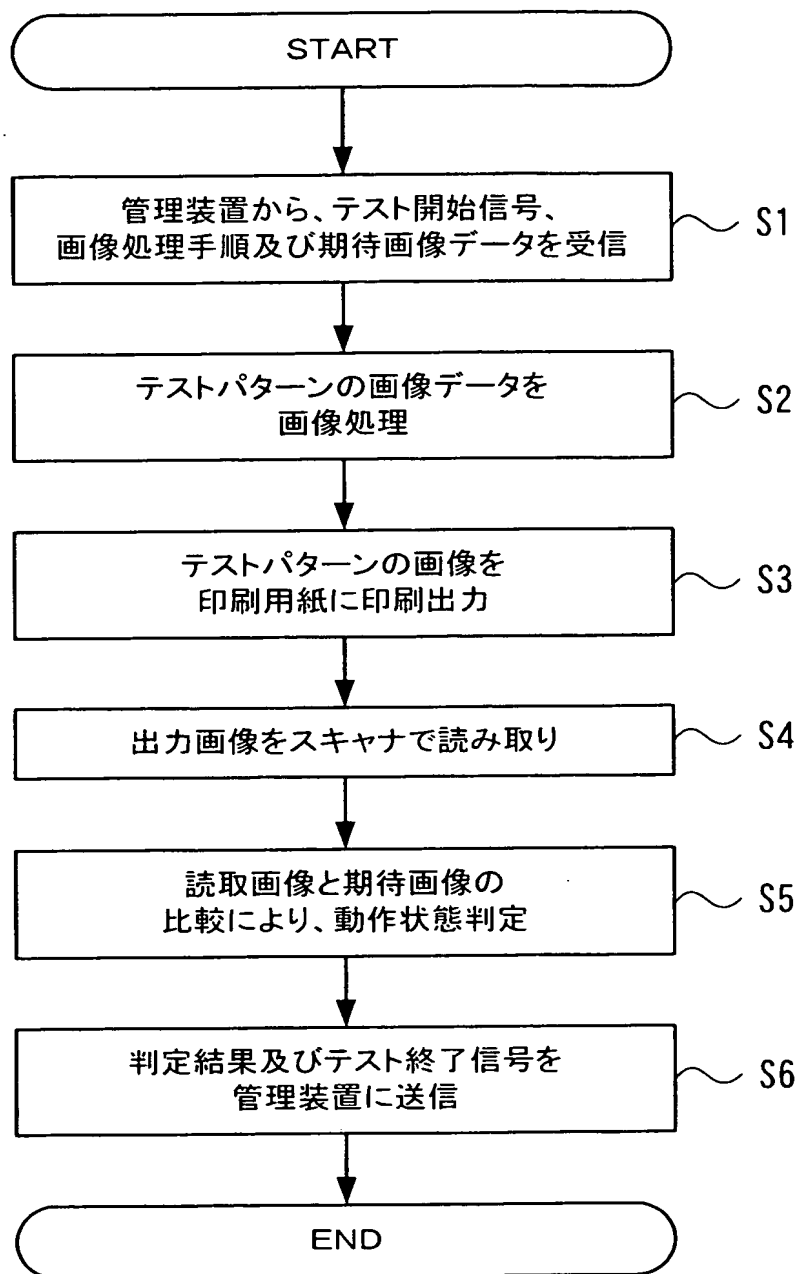 START
管理装置から、テスト開始信号、
画像処理手順及び期待画像データを受信
S1
テストパターンの画像データを
画像処理
S2
テストパターンの画像を
印刷用紙に印刷出力
S3
出力画像をスキャナで読み取り
S4
読取画像と期待画像の
比較により、動作状態判定
S5
判定結果及びテスト終了信号を
管理装置に送信
S6
END